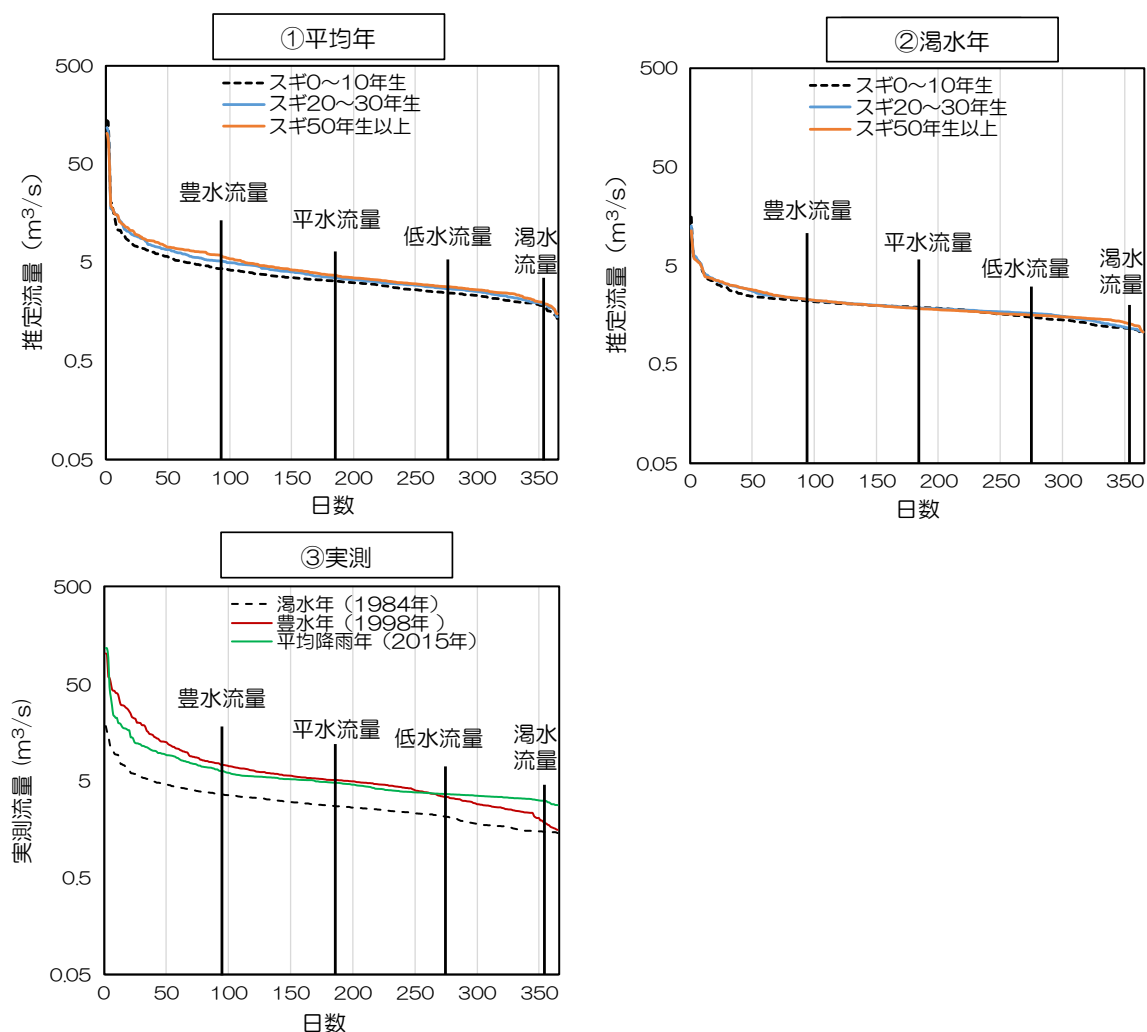 ①平均年
500
50
5
0.5
0.05
推定流量（m³/s）
スギ0～10年生
スギ20～30年生
スギ50年生以上
豊水流量
平水流量
低水流量
渇水
流量
0 50 100 150 200 250 300 350
日数
②渇水年
500
50
5
0.5
0.05
推定流量（m³/s）
スギ0～10年生
スギ20～30年生
スギ50年生以上
豊水流量
平水流量
低水流量
渇水
流量
0 50 100 150 200 250 300 350
日数
③実測
500
50
5
0.5
0.05
実測流量（m³/s）
渇水年（1984年）
豊水年（1998年）
平均降雨年（2015年）
豊水流量
平水流量
低水流量
渇水
流量
0 50 100 150 200 250 300 350
日数